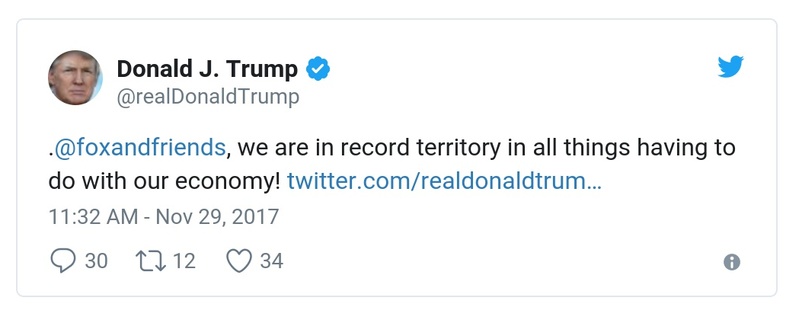 Donald J. Trump
@realDonaldTrump
.@foxandfriends, we are in record territory in all things having to
do with our economy! twitter.com/realdonaldtrum…
11:32 AM - Nov 29, 2017
30 12 34